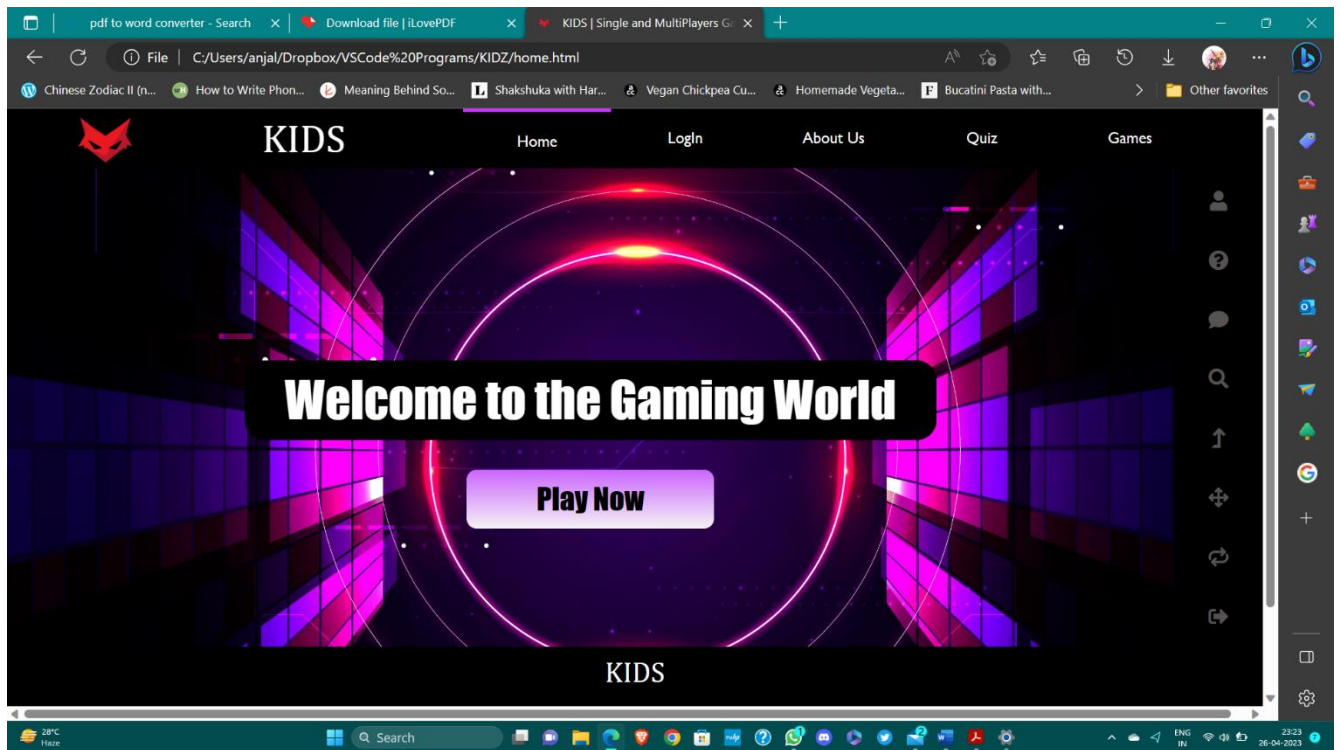 pdf to word converter - Search
Download file | iLovePDF
KIDS | Single and MultiPlayers Ga
File | C:/Users/anjal/Dropbox/VSCode%20Programs/KIDZ/home.html
Chinese Zodiac II (n... How to Write Phon... Meaning Behind So... Shakshuka with Har... Vegan Chickpea Cu... Homemade Vegeta... Bucatini Pasta with... Other favorites
KIDS Home LogIn About Us Quiz Games
Welcome to the Gaming World
Play Now
KIDS
28°C
Haze
Search
ENG
IN
23:23
26-04-2023